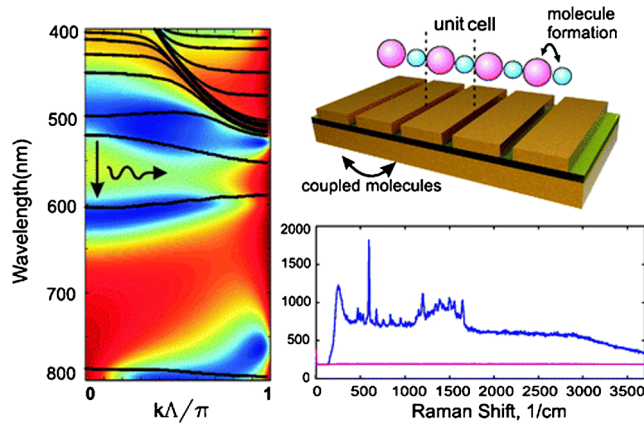 400
500
600
700
800
Wavelength(nm)
0
1
kΛ/π
unit cell
molecule
formation
coupled molecules
2000
1500
1000
500
0
0
500
1000
1500
2000
2500
3000
3500
Raman Shift, 1/cm